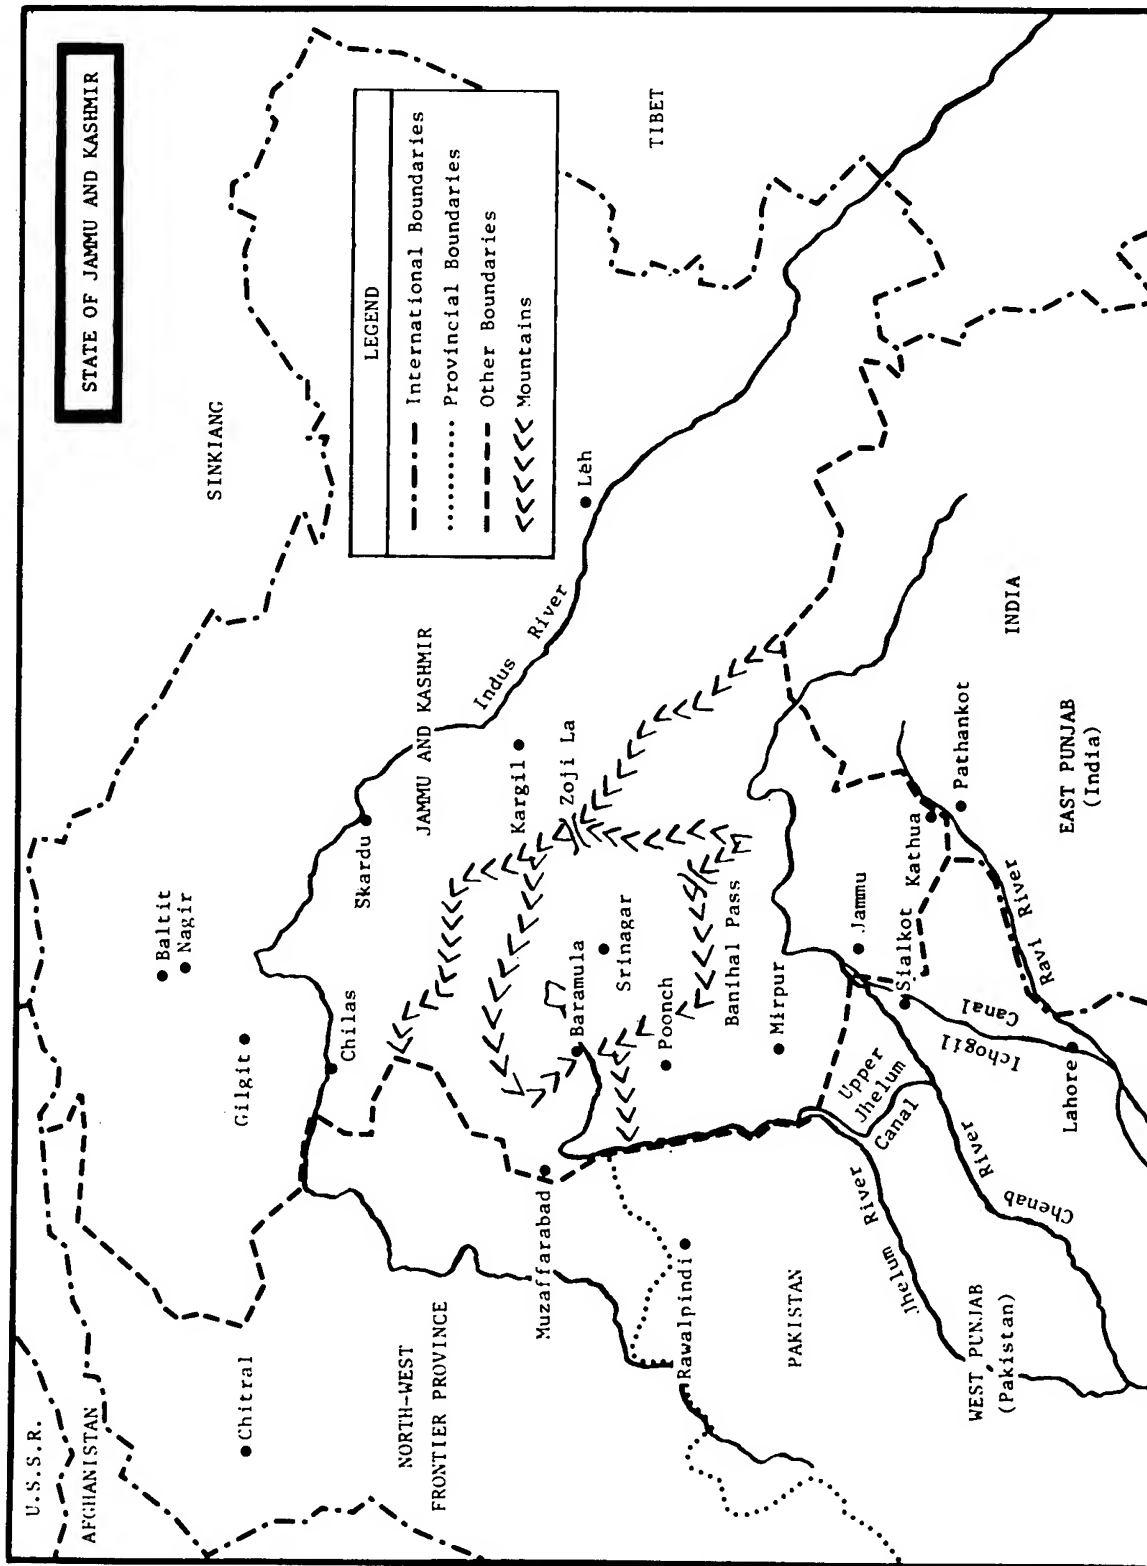 STATE OF JAMMU AND KASHMIR
LEGEND
International Boundaries
Provincial Boundaries
Other Boundaries
Mountains
U.S.S.R.
AFGHANISTAN
SINKIANG
TIBET
Chitral
Gilgit
Baltit
Nagir
Chilas
Skardu
NORTH-WEST
FRONTIER PROVINCE
JAMMU AND KASHMIR
Indus River
Kargil
Zoji La
Leh
Muzaffarabad
Baramula
Srinagar
Poonch
Banihal Pass
Rawalpindi
Mirpur
PAKISTAN
Upper
Jhelum
Canal
Jammu
Sialkot
Kathua
Pathankot
INDIA
Jhelum River
Chenab River
Ichogil Canal
Ravi River
Lahore
WEST PUNJAB
(Pakistan)
EAST PUNJAB
(India)